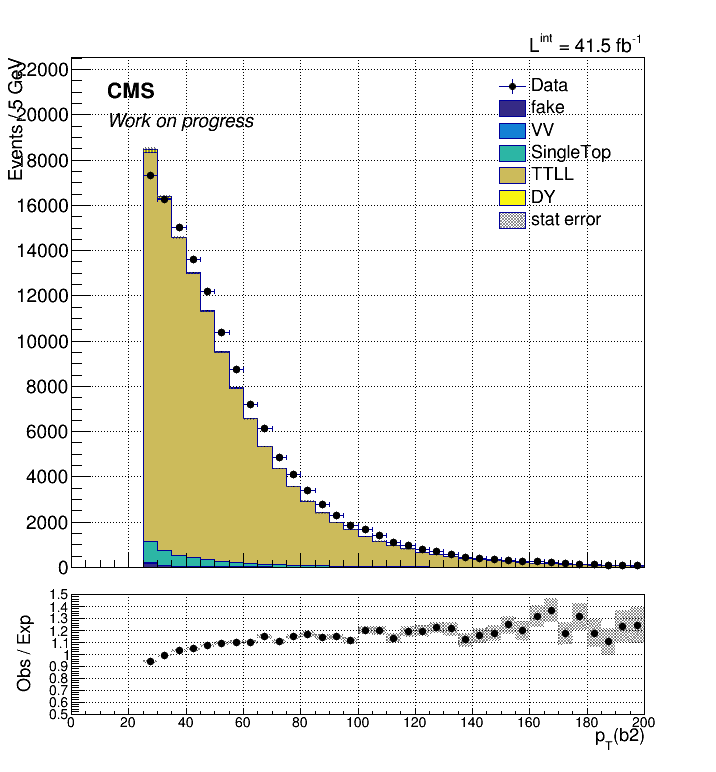 L^int = 41.5 fb^-1
Events / 5 GeV
22000
20000
18000
16000
14000
12000
10000
8000
6000
4000
2000
0
CMS
Work on progress
Data
fake
VV
SingleTop
TTLL
DY
stat error
Obs / Exp
1.5
1.4
1.3
1.2
1.1
1
0.9
0.8
0.7
0.6
0.5
0 20 40 60 80 100 120 140 160 180 200
p_T(b2)